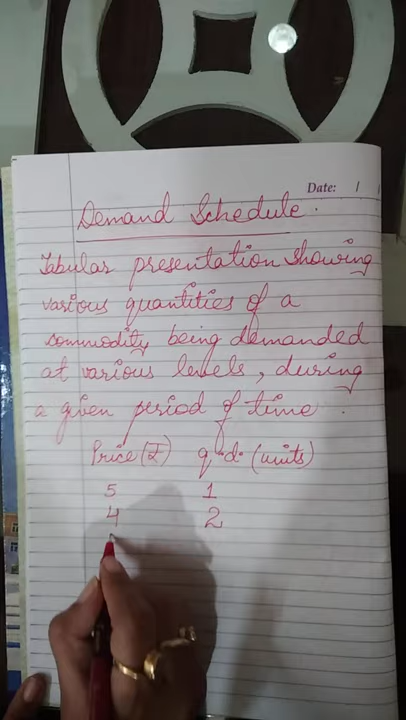 Date: /
Demand Schedule.
Tabular presentation showing
various quantities of a
commodity being demanded
at various levels, during
a given period of time.
Price (₹) q.d. (units)
5 1
4 2